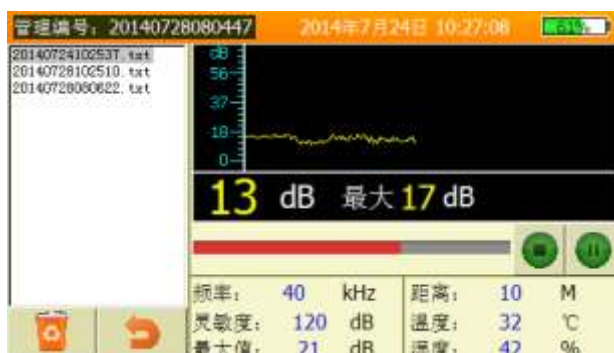 管理编号: 20140728080447
2014年7月24日 10:27:08
61%
20140724102537.txt
20140728102510.txt
20140728080622.txt
dB
56
37
18
0
13 dB 最大 17 dB
频率: 40 kHz
距离: 10 M
灵敏度: 120 dB
温度: 32 ℃
最大值: 21 dB
湿度: 42 %